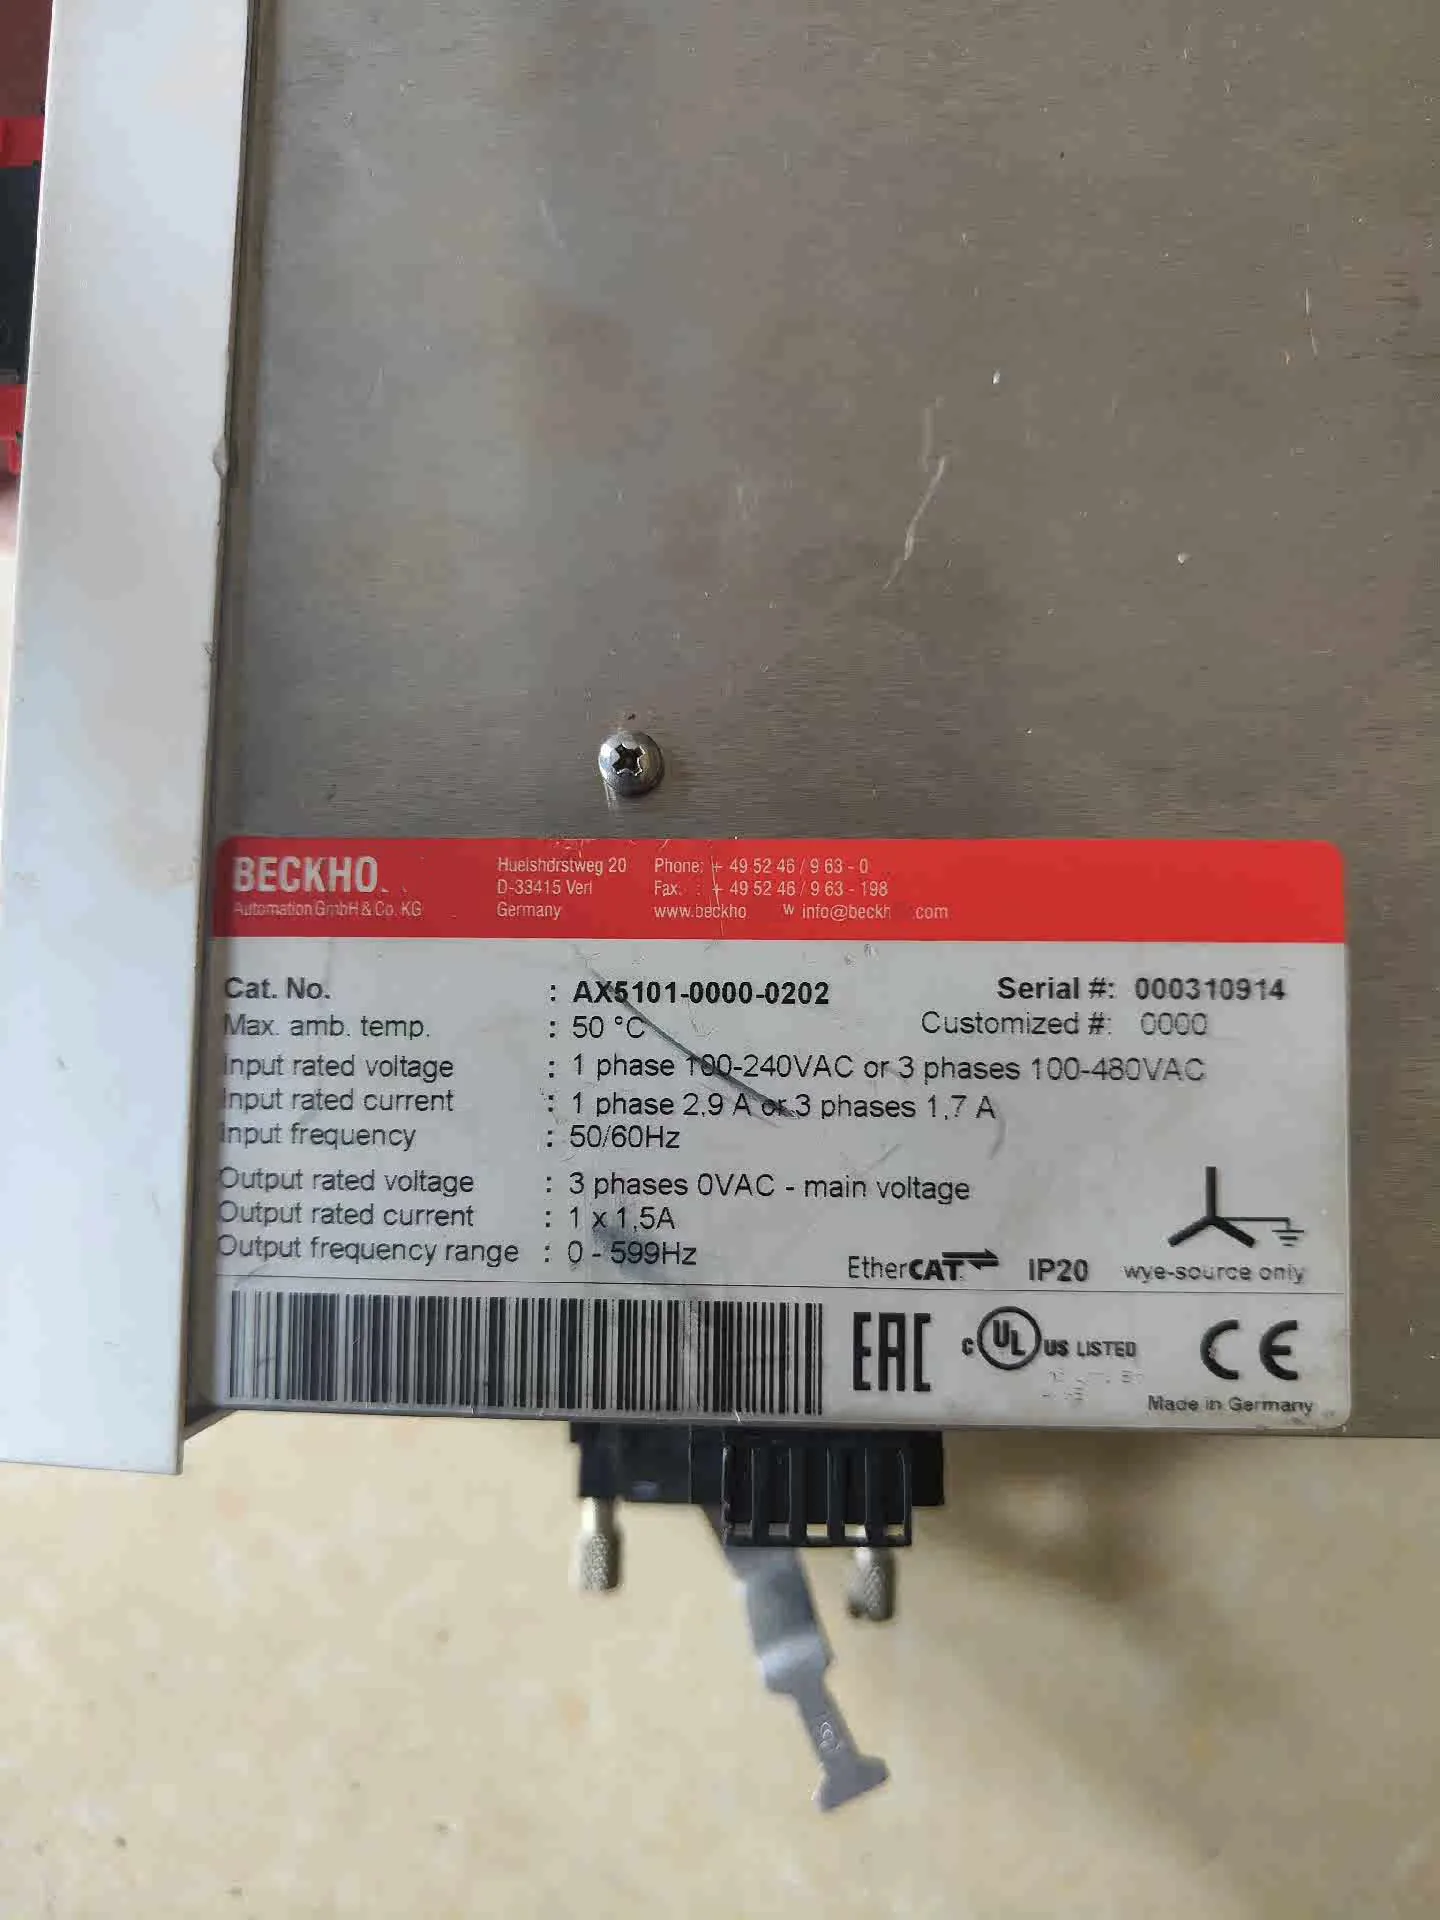 BECKHO
Automation GmbH & Co. KG
Huelshorstweg 20
D-33415 Verl
Germany
Phone: + 49 52 46 / 9 63 - 0
Fax: + 49 52 46 / 9 63 - 198
www.beckho w info@beckh .com
Cat. No. : AX5101-0000-0202
Serial #: 000310914
Max. amb. temp. : 50 °C
Customized #: 0000
Input rated voltage : 1 phase 100-240VAC or 3 phases 100-480VAC
Input rated current : 1 phase 2,9 A or 3 phases 1,7 A
Input frequency : 50/60Hz
Output rated voltage : 3 phases 0VAC - main voltage
Output rated current : 1 x 1,5A
Output frequency range : 0 - 599Hz
EtherCAT IP20 wye-source only
EAC c UL US LISTED CE
Made in Germany